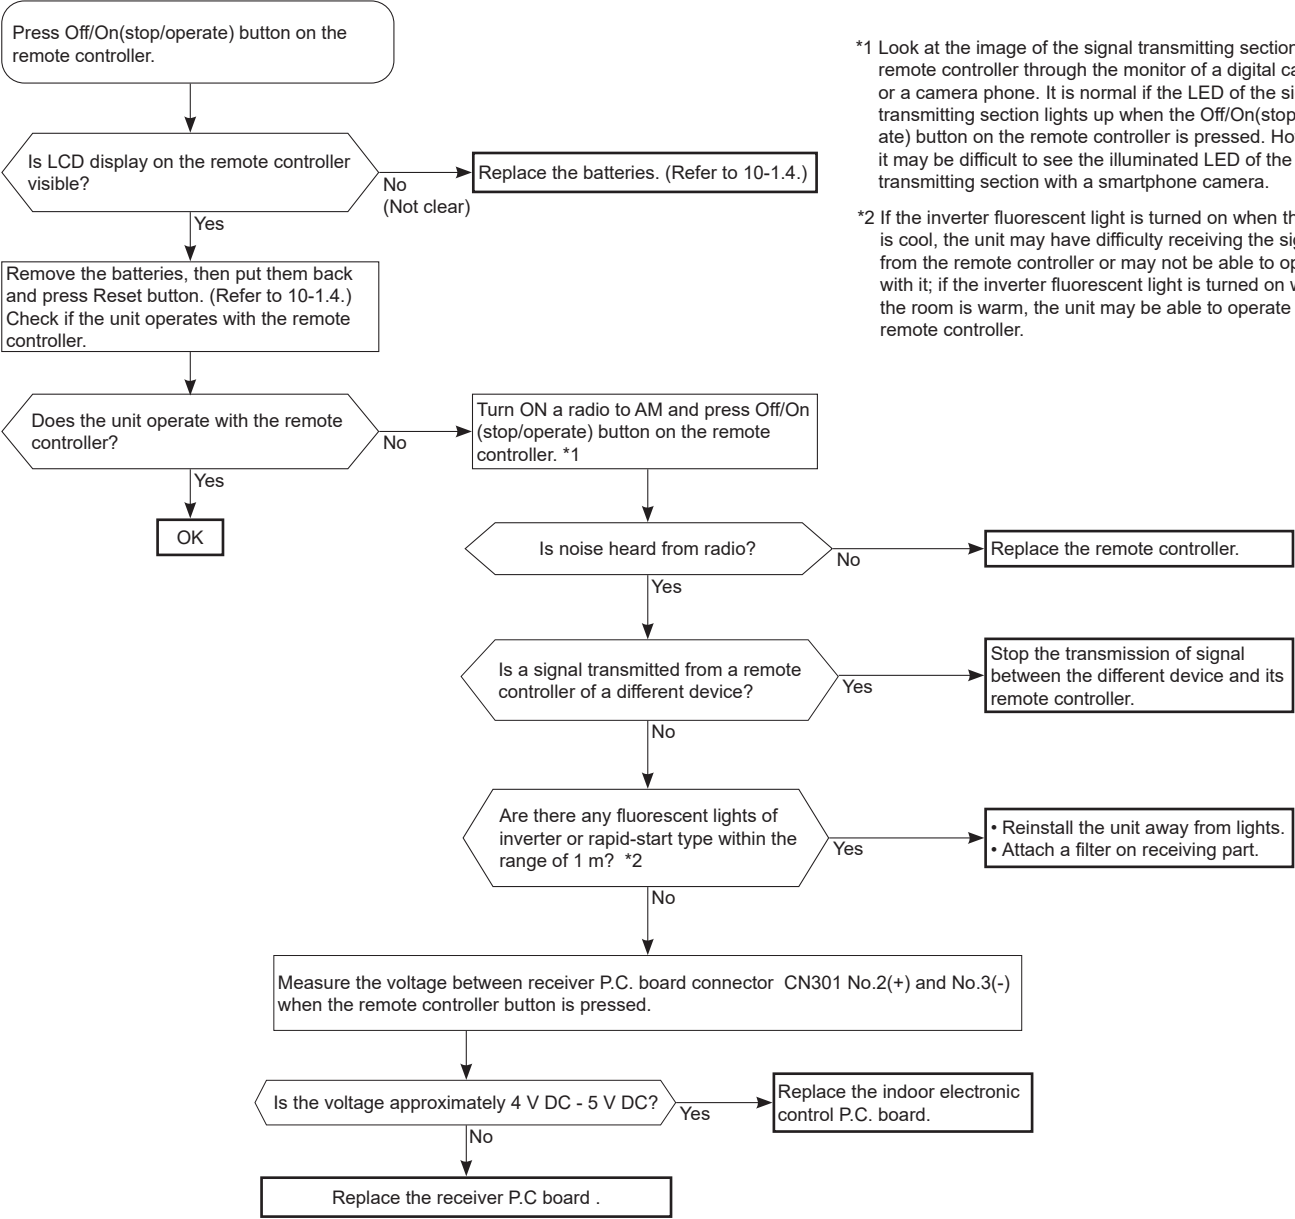 Press Off/On(stop/operate) button on the
remote controller.
*1 Look at the image of the signal transmitting section
remote controller through the monitor of a digital
or a camera phone. It is normal if the LED of the
transmitting section lights up when the Off/On(stop
ate) button on the remote controller is pressed.
it may be difficult to see the illuminated LED of the
transmitting section with a smartphone camera.
*2 If the inverter fluorescent light is turned on when
is cool, the unit may have difficulty receiving the
from the remote controller or may not be able to
with it; if the inverter fluorescent light is turned on
the room is warm, the unit may be able to operate
remote controller.
Is LCD display on the remote controller
visible?
No
(Not clear)
Replace the batteries. (Refer to 10-1.4.)
Yes
Remove the batteries, then put them back
and press Reset button. (Refer to 10-1.4.)
Check if the unit operates with the remote
controller.
Does the unit operate with the remote
controller?
No
Turn ON a radio to AM and press Off/On
(stop/operate) button on the remote
controller. *1
Yes
OK
Is noise heard from radio?
No
Replace the remote controller.
Yes
Is a signal transmitted from a remote
controller of a different device?
Yes
Stop the transmission of signal
between the different device and its
remote controller.
No
Are there any fluorescent lights of
inverter or rapid-start type within the
range of 1 m? *2
Yes
• Reinstall the unit away from lights.
• Attach a filter on receiving part.
No
Measure the voltage between receiver P.C. board connector CN301 No.2(+) and No.3(-)
when the remote controller button is pressed.
Is the voltage approximately 4 V DC - 5 V DC?
Yes
Replace the indoor electronic
control P.C. board.
No
Replace the receiver P.C board .